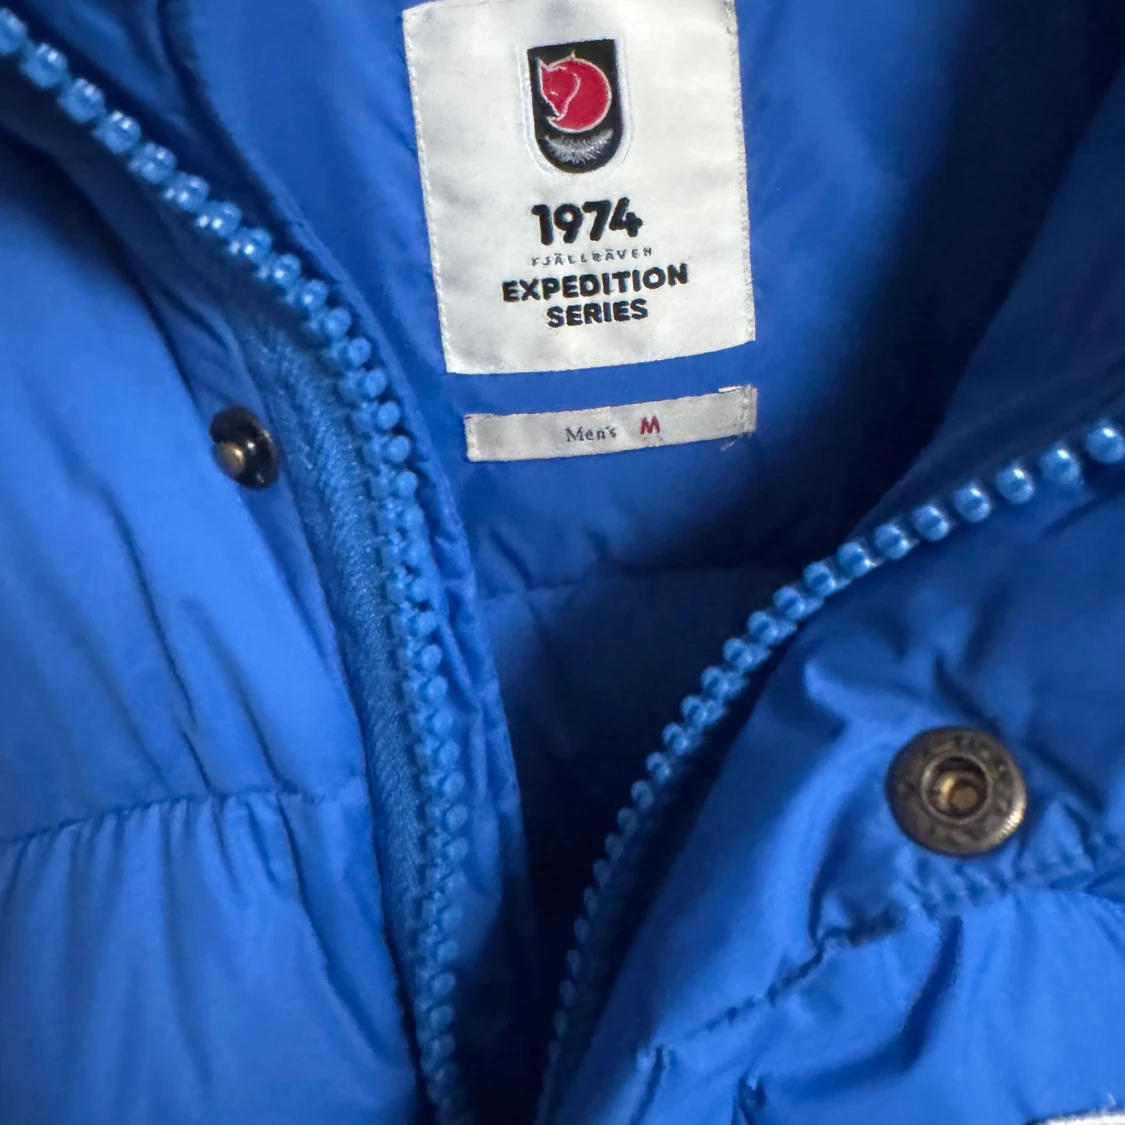 1974
FJÄLLRÄVEN
EXPEDITION
SERIES
Men's M